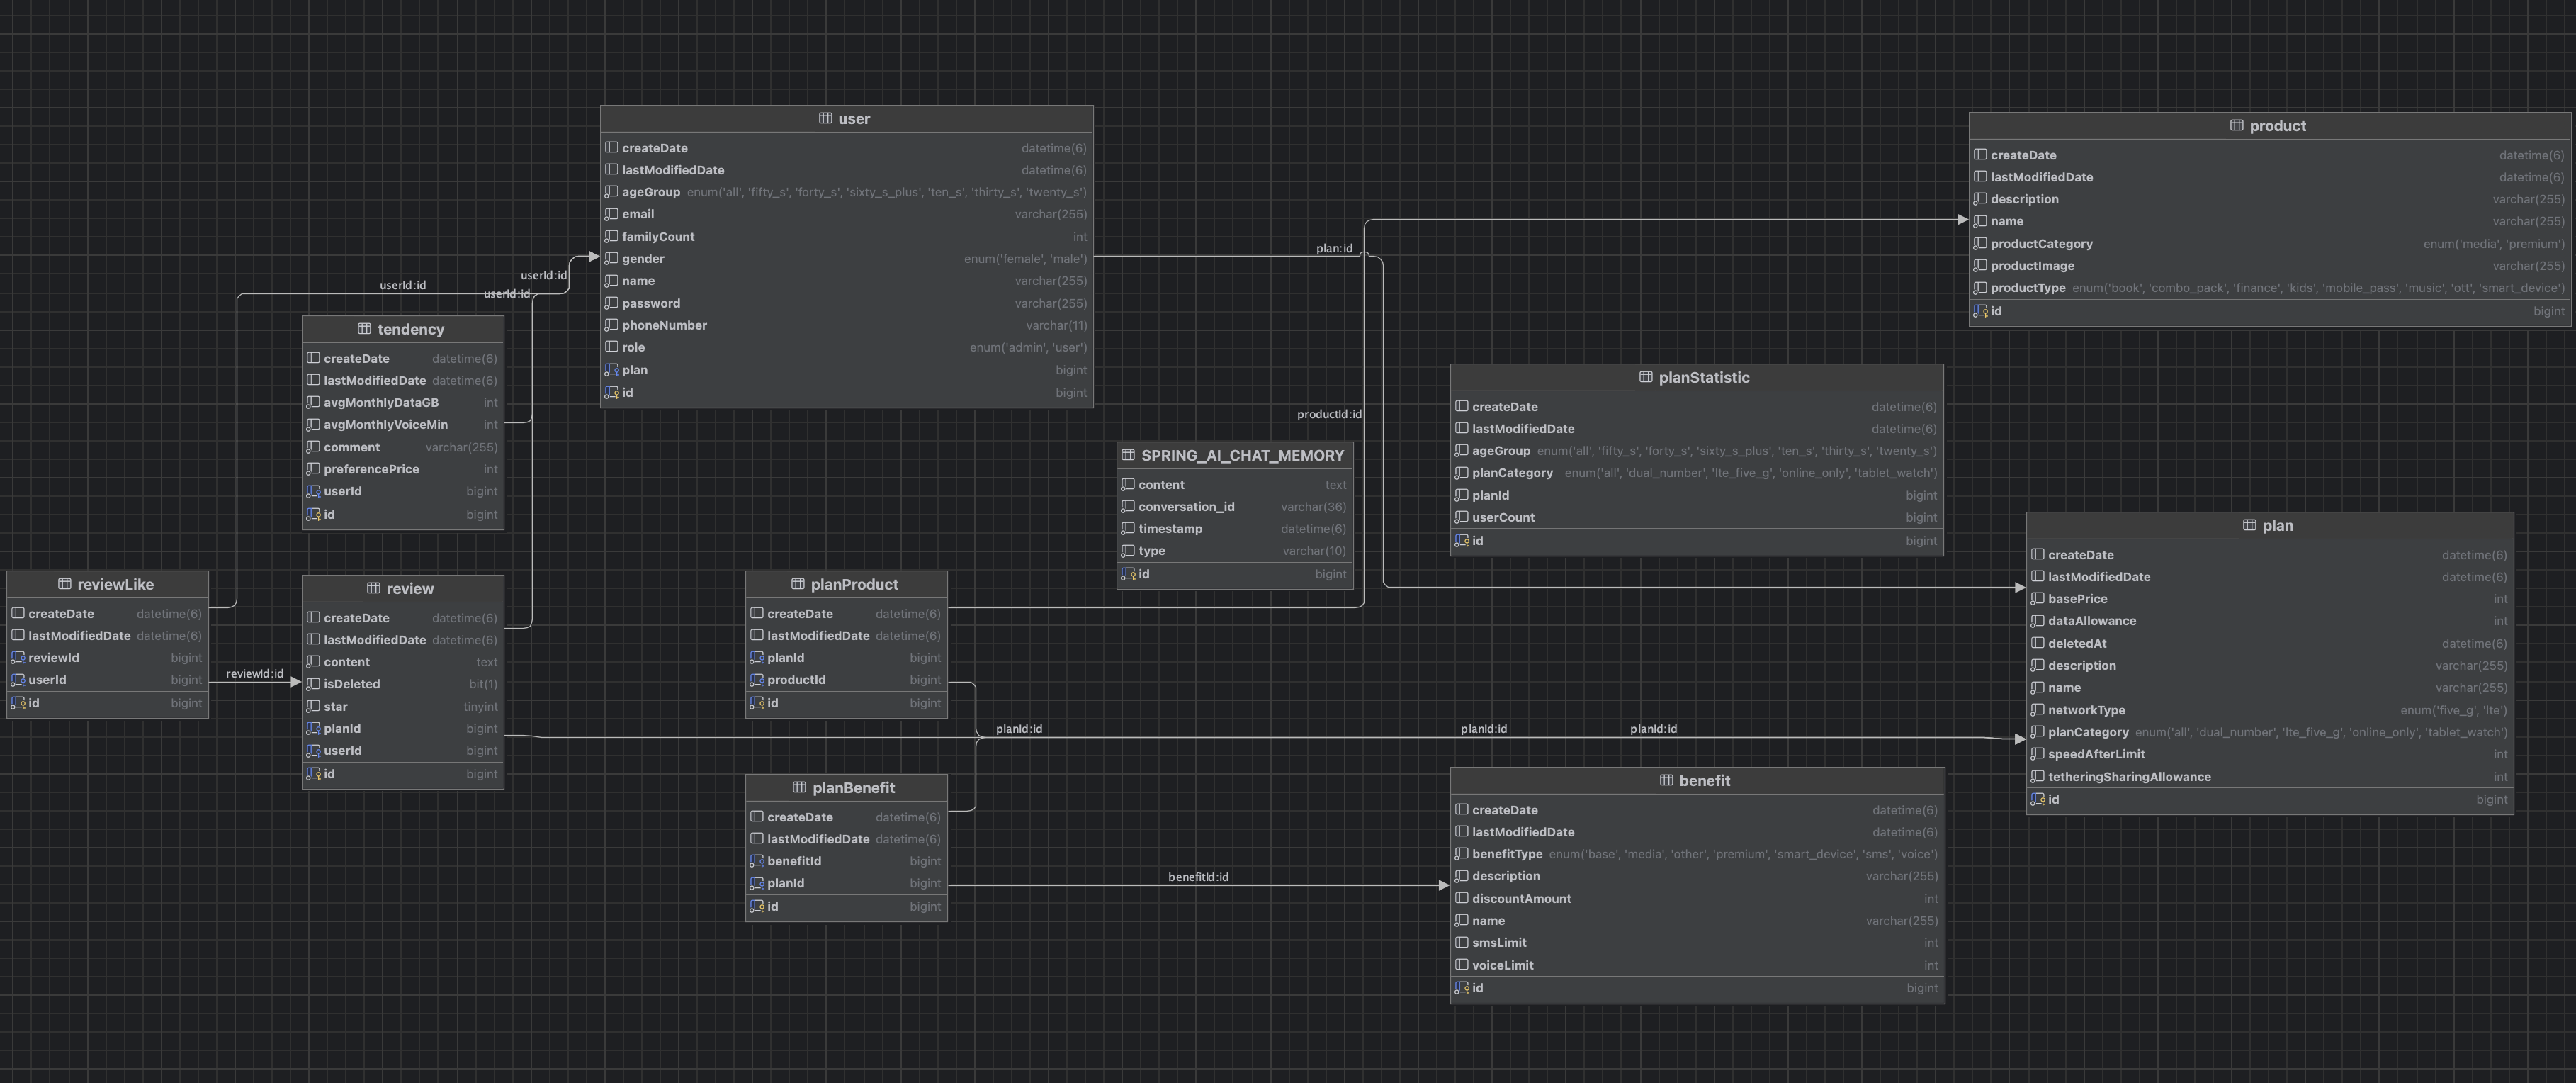 user
createDate datetime(6)
lastModifiedDate datetime(6)
ageGroup enum('all', 'fifty_s', 'forty_s', 'sixty_s_plus', 'ten_s', 'thirty_s', 'twenty_s')
email varchar(255)
familyCount int
gender enum('female', 'male')
name varchar(255)
password varchar(255)
phoneNumber varchar(11)
role enum('admin', 'user')
plan bigint
id bigint
product
createDate datetime(6)
lastModifiedDate datetime(6)
description varchar(255)
name varchar(255)
productCategory enum('media', 'premium')
productImage varchar(255)
productType enum('book', 'combo_pack', 'finance', 'kids', 'mobile_pass', 'music', 'ott', 'smart_device')
id bigint
plan:id
userId:id
userId:id
userId:id
tendency
createDate datetime(6)
lastModifiedDate datetime(6)
avgMonthlyDataGB int
avgMonthlyVoiceMin int
comment varchar(255)
preferencePrice int
userId bigint
id bigint
productId:id
planStatistic
createDate datetime(6)
lastModifiedDate datetime(6)
ageGroup enum('all', 'fifty_s', 'forty_s', 'sixty_s_plus', 'ten_s', 'thirty_s', 'twenty_s')
planCategory enum('all', 'dual_number', 'lte_five_g', 'online_only', 'tablet_watch')
planId bigint
userCount bigint
id bigint
SPRING_AI_CHAT_MEMORY
content text
conversation_id varchar(36)
timestamp datetime(6)
type varchar(10)
id bigint
plan
createDate datetime(6)
lastModifiedDate datetime(6)
basePrice int
dataAllowance int
deletedAt datetime(6)
description varchar(255)
name varchar(255)
networkType enum('five_g', 'lte')
planCategory enum('all', 'dual_number', 'lte_five_g', 'online_only', 'tablet_watch')
speedAfterLimit int
tetheringSharingAllowance int
id bigint
reviewLike
createDate datetime(6)
lastModifiedDate datetime(6)
reviewId bigint
userId bigint
id bigint
reviewId:id
review
createDate datetime(6)
lastModifiedDate datetime(6)
content text
isDeleted bit(1)
star tinyint
planId bigint
userId bigint
id bigint
planProduct
createDate datetime(6)
lastModifiedDate datetime(6)
planId bigint
productId bigint
id bigint
planId:id
planId:id
planId:id
planBenefit
createDate datetime(6)
lastModifiedDate datetime(6)
benefitId bigint
planId bigint
id bigint
benefitId:id
benefit
createDate datetime(6)
lastModifiedDate datetime(6)
benefitType enum('base', 'media', 'other', 'premium', 'smart_device', 'sms', 'voice')
description varchar(255)
discountAmount int
name varchar(255)
smsLimit int
voiceLimit int
id bigint